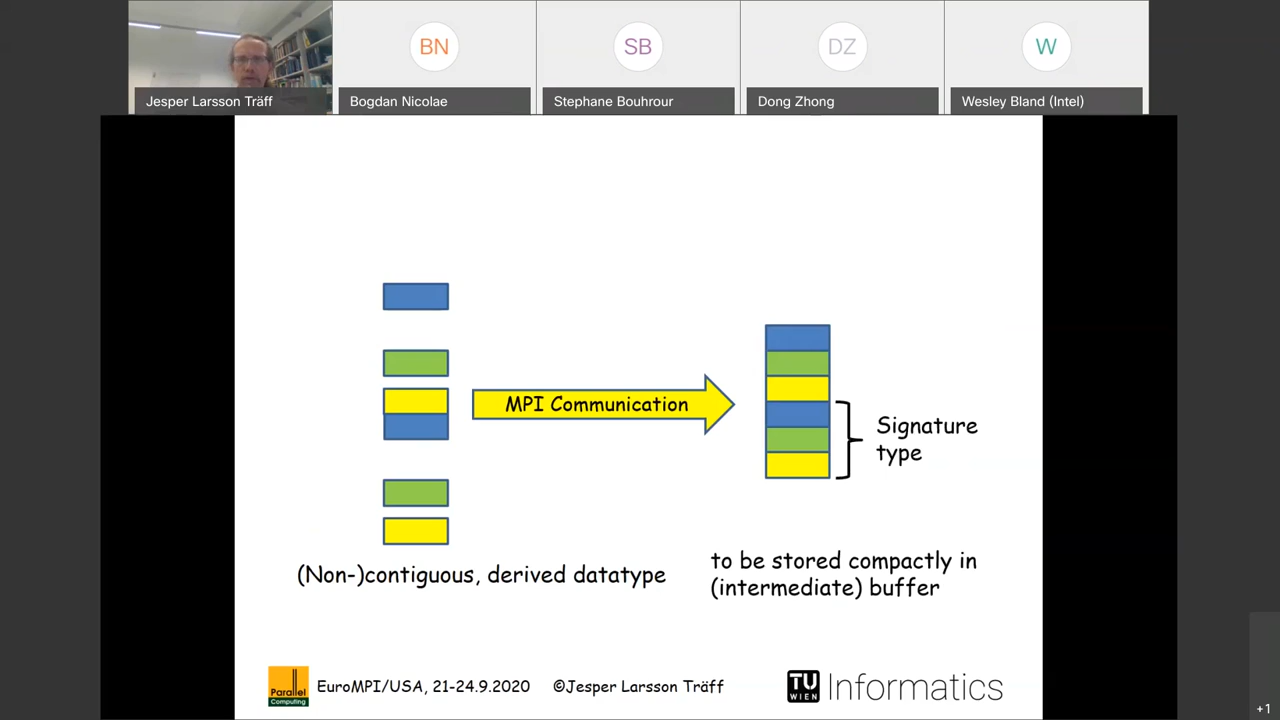 BN
SB
DZ
W
Jesper Larsson Träff
Bogdan Nicolae
Stephane Bouhrour
Dong Zhong
Wesley Bland (Intel)
MPI Communication
Signature
type
(Non-)contiguous, derived datatype
to be stored compactly in
(intermediate) buffer
Parallel
Computing
EuroMPI/USA, 21-24.9.2020 ©Jesper Larsson Träff
TU
WIEN
Informatics
+1